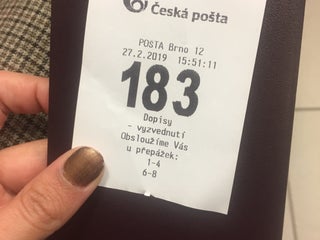 Česká pošta
POSTA Brno 12
27.2.2019 15:51:11
183
Dopisy
- vyzvednutí
Obsloužíme Vás
u přepážek:
1-4
6-8